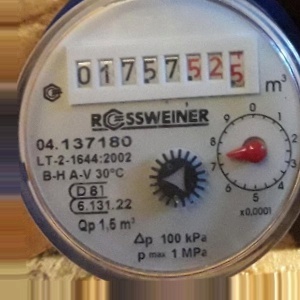 01757525
m³
ROSSWEINER
04.137180
LT-2-1644:2002
B-H A-V 30°C
D 81
6.131.22
Qp 1,5 m³
Δp 100 kPa
p max 1 MPa
0
1
2
3
4
5
6
7
8
9
x0,0001